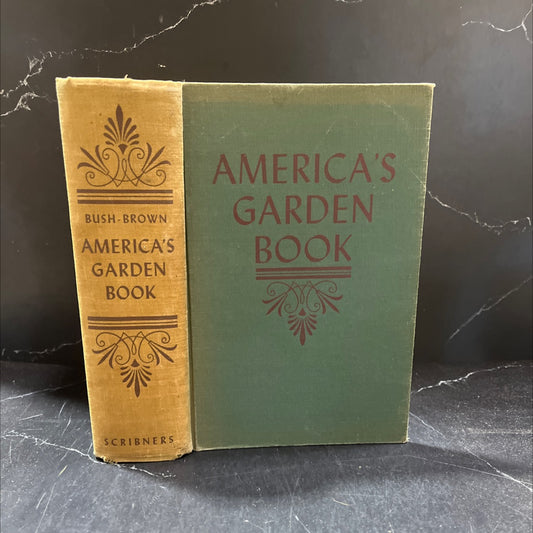 BUSH-BROWN
AMERICA'S
GARDEN
BOOK
SCRIBNERS
AMERICA'S
GARDEN
BOOK